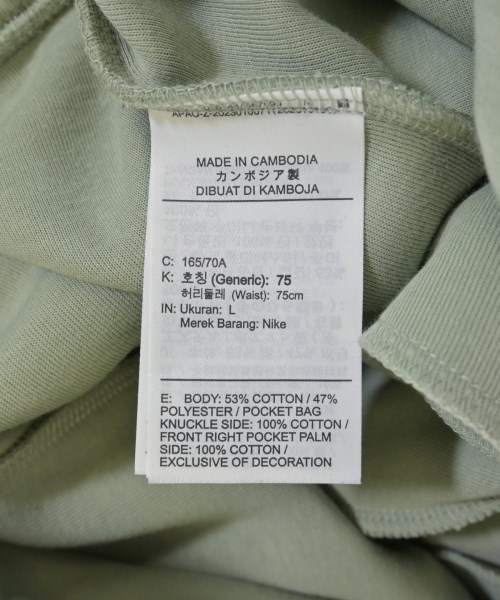 MADE IN CAMBODIA
カンボジア製
DIBUAT DI KAMBOJA
C: 165/70A
K: 호칭 (Generic): 75
허리둘레 (Waist): 75cm
IN: Ukuran: L
Merek Barang: Nike
E: BODY: 53% COTTON / 47%
POLYESTER / POCKET BAG
KNUCKLE SIDE: 100% COTTON /
FRONT RIGHT POCKET PALM
SIDE: 100% COTTON /
EXCLUSIVE OF DECORATION